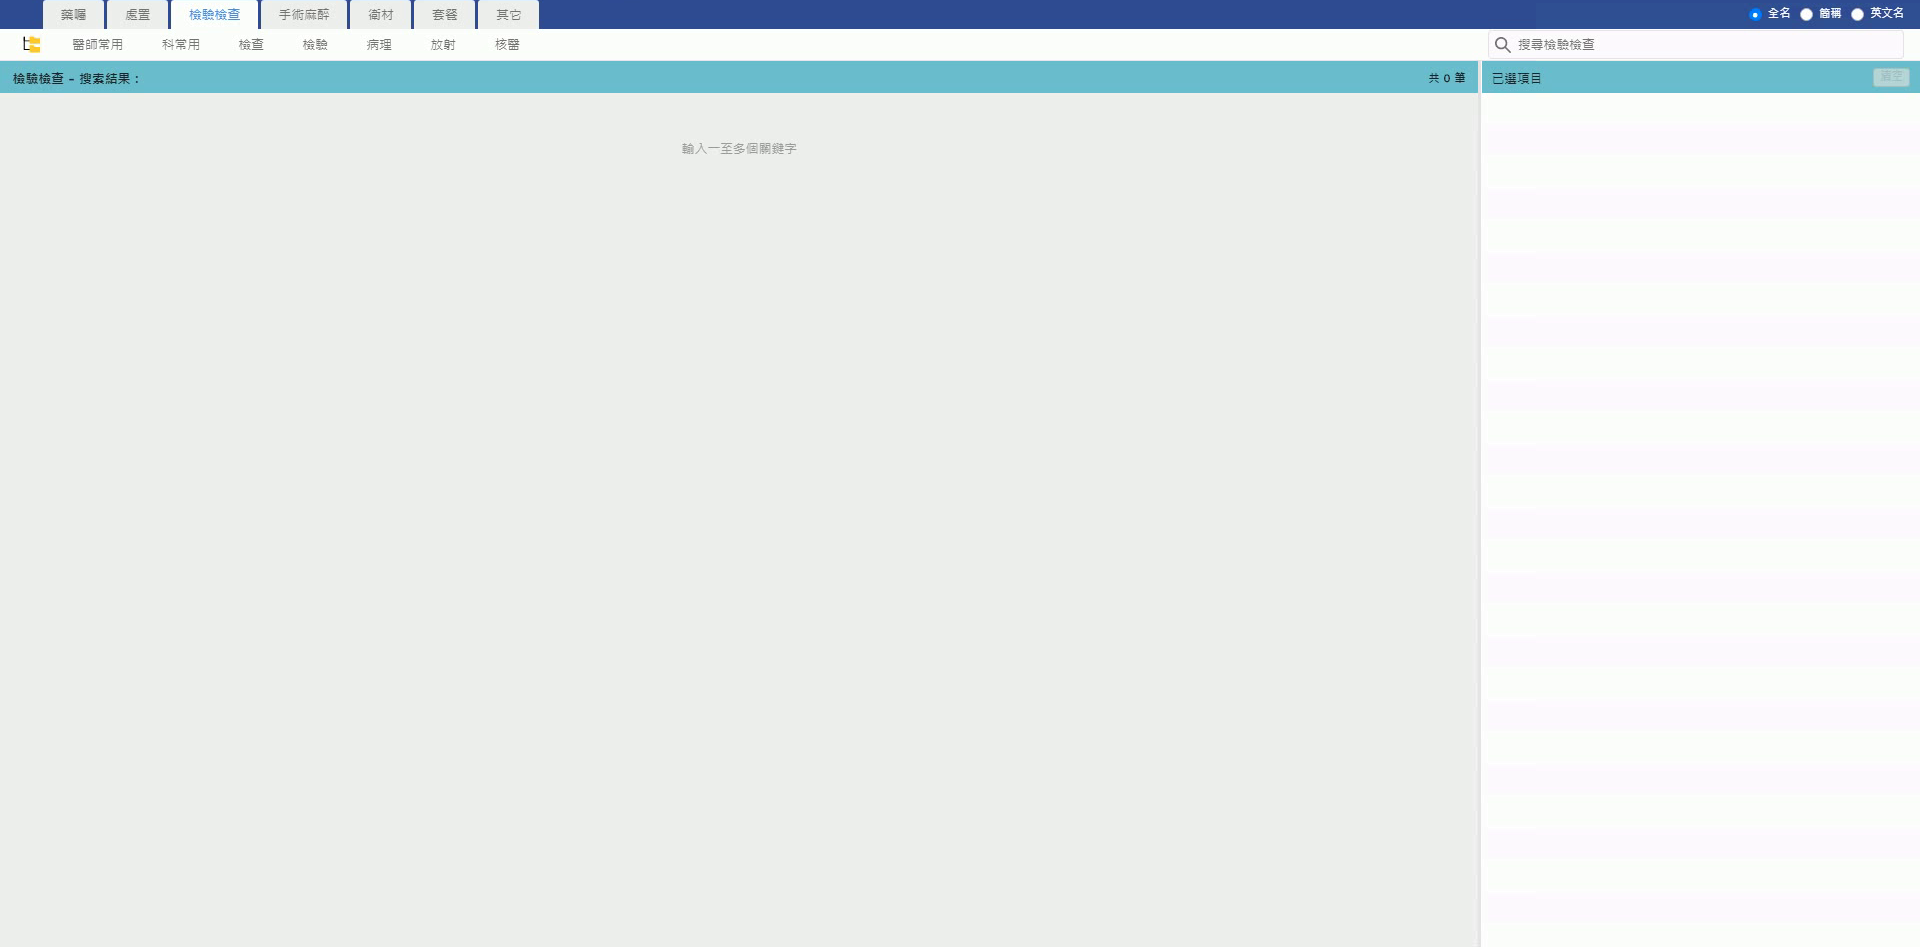 藥囑 處置 檢驗檢查 手術麻醉 衛材 套餐 其它 全名 簡稱 英文名
醫師常用 科常用 檢查 檢驗 病理 放射 核醫 搜尋檢驗檢查
檢驗檢查 - 搜索結果 : 共 0 筆 已選項目 清空
輸入一至多個關鍵字